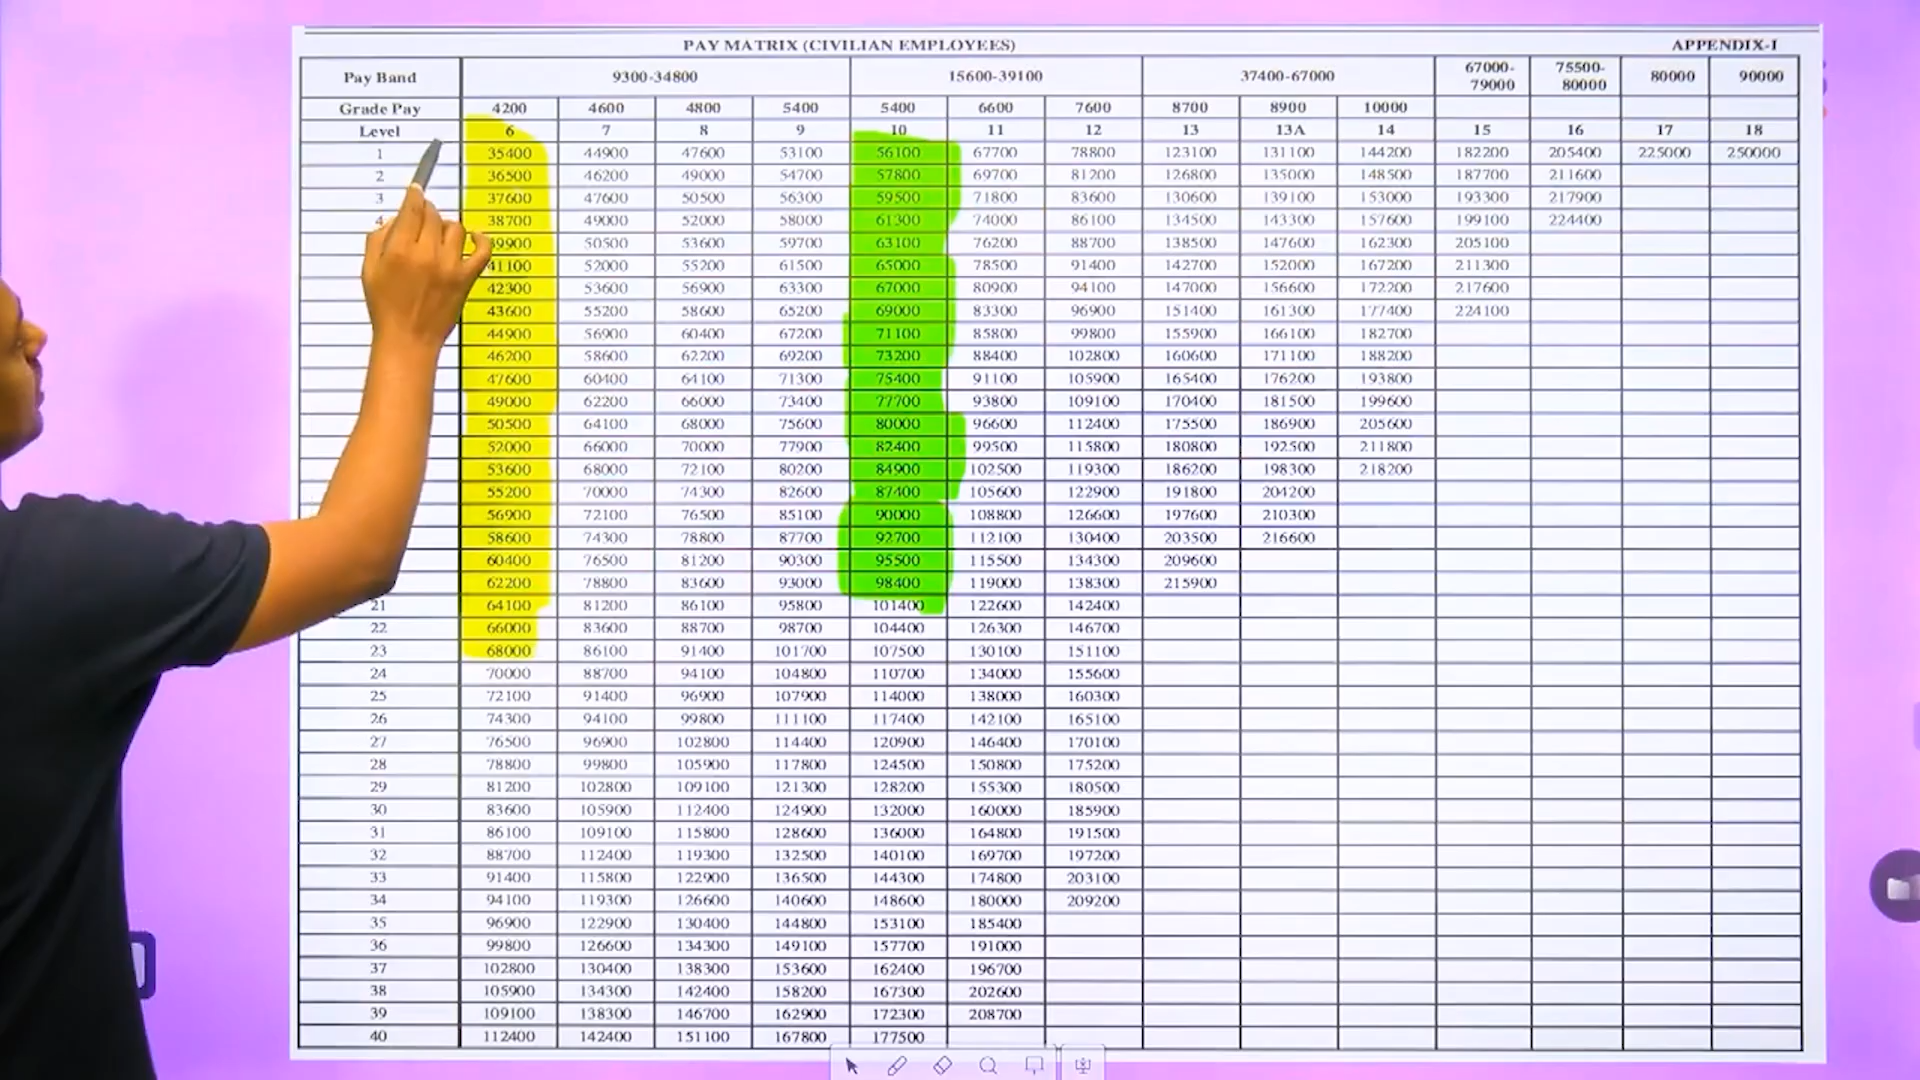 PAY MATRIX (CIVILIAN EMPLOYEES) APPENDIX-I
Pay Band 9300-34800 15600-39100 37400-67000 67000-79000 75500-80000 80000 90000
Grade Pay 4200 4600 4800 5400 5400 6600 7600 8700 8900 10000
Level 6 7 8 9 10 11 12 13 13A 14 15 16 17 18
1 35400 44900 47600 53100 56100 67700 78800 123100 131100 144200 182200 205400 225000 250000
2 36500 46200 49000 54700 57800 69700 81200 126800 135000 148500 187700 211600
3 37600 47600 50500 56300 59500 71800 83600 130600 139100 153000 193300 217900
4 38700 49000 52000 58000 61300 74000 86100 134500 143300 157600 199100 224400
39900 50500 53600 59700 63100 76200 88700 138500 147600 162300 205100
41100 52000 55200 61500 65000 78500 91400 142700 152000 167200 211300
42300 53600 56900 63300 67000 80900 94100 147000 156600 172200 217600
43600 55200 58600 65200 69000 83300 96900 151400 161300 177400 224100
44900 56900 60400 67200 71100 85800 99800 155900 166100 182700
46200 58600 62200 69200 73200 88400 102800 160600 171100 188200
47600 60400 64100 71300 75400 91100 105900 165400 176200 193800
49000 62200 66000 73400 77700 93800 109100 170400 181500 199600
50500 64100 68000 75600 80000 96600 112400 175500 186900 205600
52000 66000 70000 77900 82400 99500 115800 180800 192500 211800
53600 68000 72100 80200 84900 102500 119300 186200 198300 218200
55200 70000 74300 82600 87400 105600 122900 191800 204200
56900 72100 76500 85100 90000 108800 126600 197600 210300
58600 74300 78800 87700 92700 112100 130400 203500 216600
60400 76500 81200 90300 95500 115500 134300 209600
62200 78800 83600 93000 98400 119000 138300 215900
21 64100 81200 86100 95800 101400 122600 142400
22 66000 83600 88700 98700 104400 126300 146700
23 68000 86100 91400 101700 107500 130100 151100
24 70000 88700 94100 104800 110700 134000 155600
25 72100 91400 96900 107900 114000 138000 160300
26 74300 94100 99800 111100 117400 142100 165100
27 76500 96900 102800 114400 120900 146400 170100
28 78800 99800 105900 117800 124500 150800 175200
29 81200 102800 109100 121300 128200 155300 180500
30 83600 105900 112400 124900 132000 160000 185900
31 86100 109100 115800 128600 136000 164800 191500
32 88700 112400 119300 132500 140100 169700 197200
33 91400 115800 122900 136500 144300 174800 203100
34 94100 119300 126600 140600 148600 180000 209200
35 96900 122900 130400 144800 153100 185400
36 99800 126600 134300 149100 157700 191000
37 102800 130400 138300 153600 162400 196700
38 105900 134300 142400 158200 167300 202600
39 109100 138300 146700 162900 172300 208700
40 112400 142400 151100 167800 177500